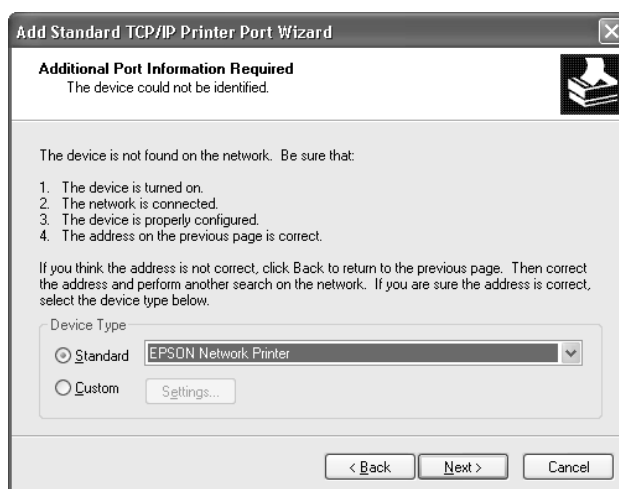 Add Standard TCP/IP Printer Port Wizard
Additional Port Information Required
The device could not be identified.
The device is not found on the network. Be sure that:
1. The device is turned on.
2. The network is connected.
3. The device is properly configured.
4. The address on the previous page is correct.
If you think the address is not correct, click Back to return to the previous page. Then correct
the address and perform another search on the network. If you are sure the address is correct,
select the device type below.
Device Type
Standard EPSON Network Printer
Custom Settings...
< Back Next > Cancel